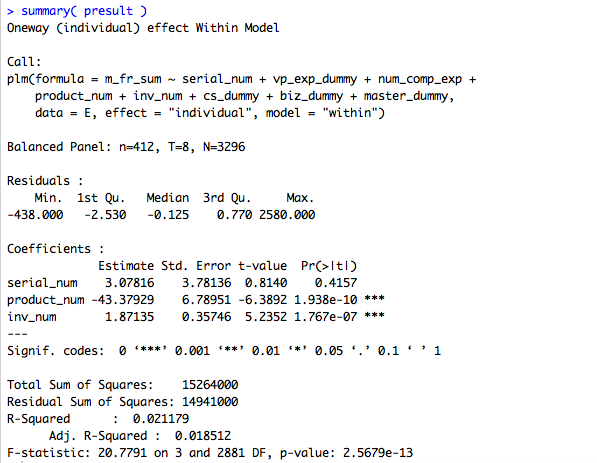 > summary( presult )
Oneway (individual) effect Within Model
Call:
plm(formula = m_fr_sum ~ serial_num + vp_exp_dummy + num_comp_exp +
product_num + inv_num + cs_dummy + biz_dummy + master_dummy,
data = E, effect = "individual", model = "within")
Balanced Panel: n=412, T=8, N=3296
Residuals :
Min. 1st Qu. Median 3rd Qu. Max.
-438.000 -2.530 -0.125 0.770 2580.000
Coefficients :
Estimate Std. Error t-value Pr(>|t|)
serial_num 3.07816 3.78136 0.8140 0.4157
product_num -43.37929 6.78951 -6.3892 1.938e-10 ***
inv_num 1.87135 0.35746 5.2352 1.767e-07 ***
---
Signif. codes: 0 ‘***’ 0.001 ‘**’ 0.01 ‘*’ 0.05 ‘.’ 0.1 ‘ ’ 1
Total Sum of Squares: 15264000
Residual Sum of Squares: 14941000
R-Squared : 0.021179
Adj. R-Squared : 0.018512
F-statistic: 20.7791 on 3 and 2881 DF, p-value: 2.5679e-13